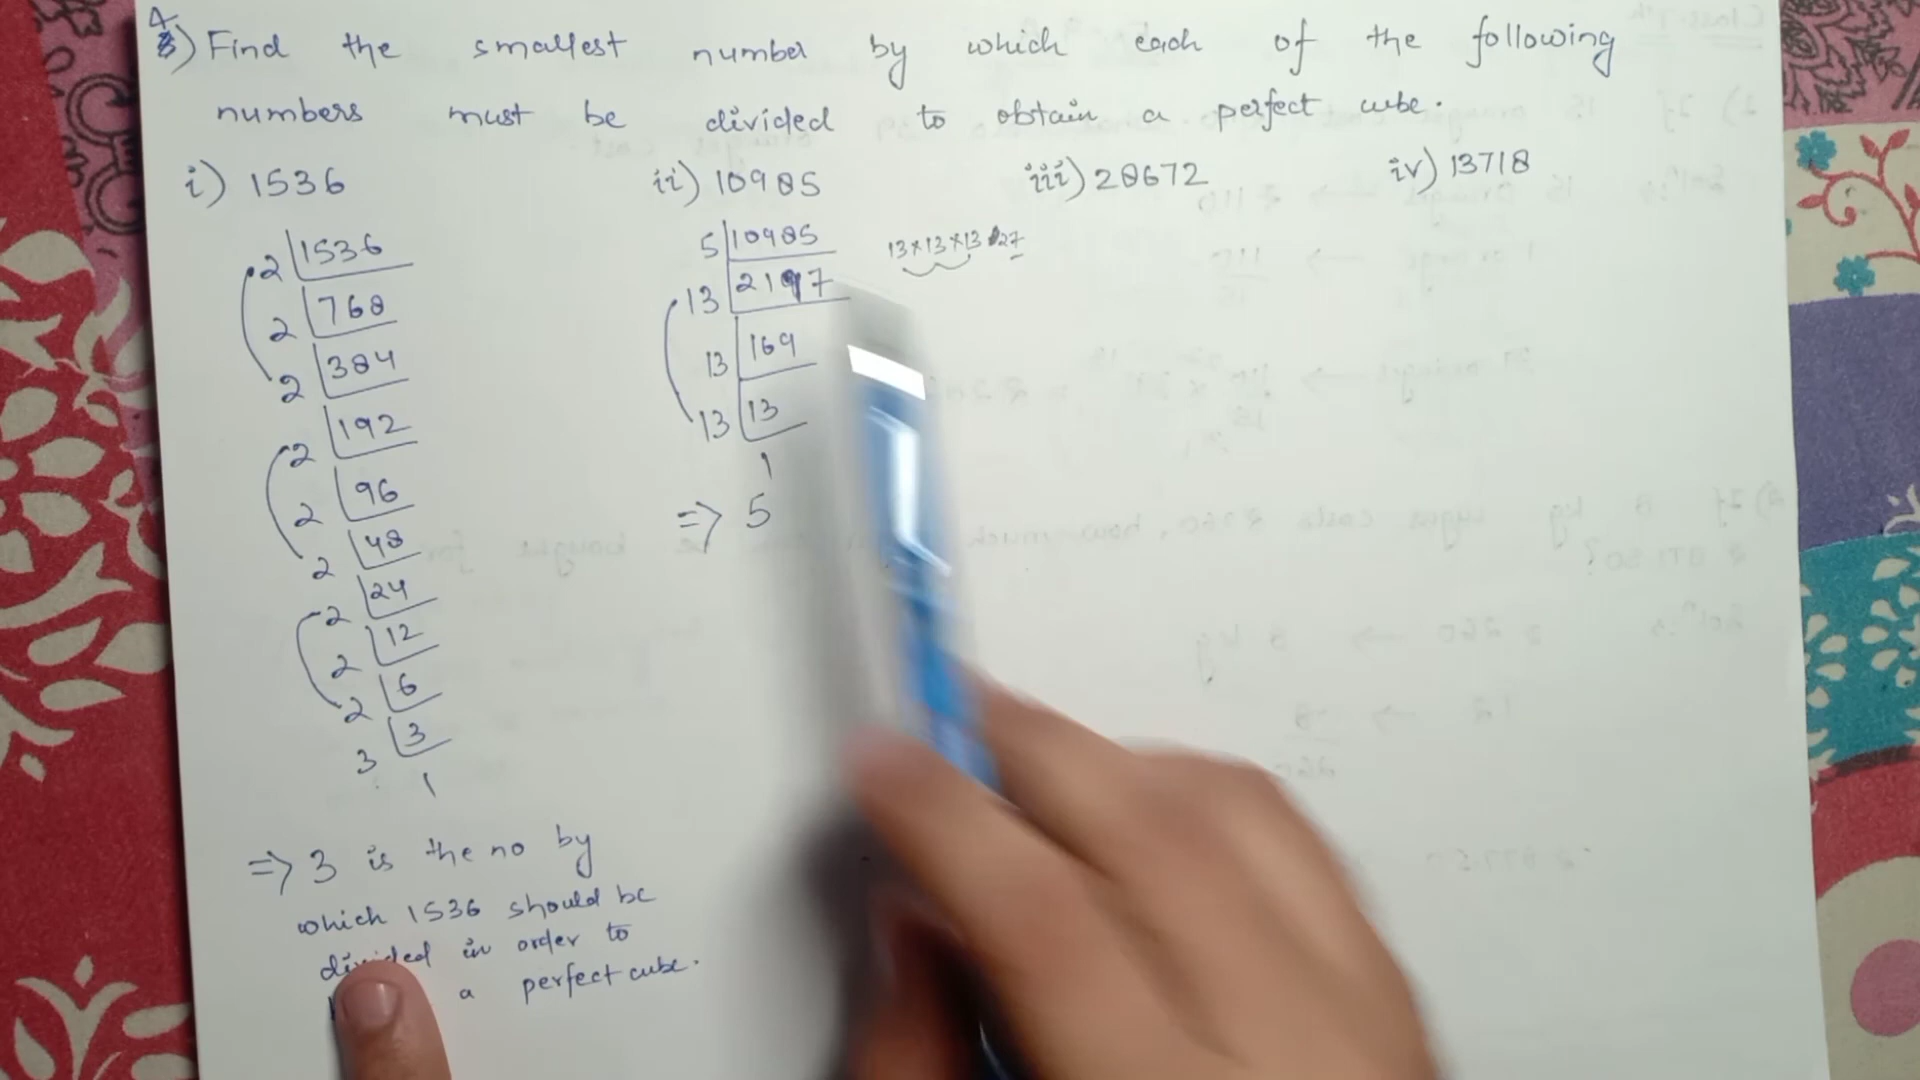 4) Find the smallest number by which each of the following
numbers must be divided to obtain a perfect cube.
i) 1536 ii) 10985 iii) 28672 iv) 13718
2 1536
2 768
2 384
2 192
2 96
2 48
2 24
2 12
2 6
3 3
1
=> 3 is the no by
which 1536 should be
divided in order to
a perfect cube.
5 10985
13 2197
13 169
13 13
1
=> 5
13×13×13
27